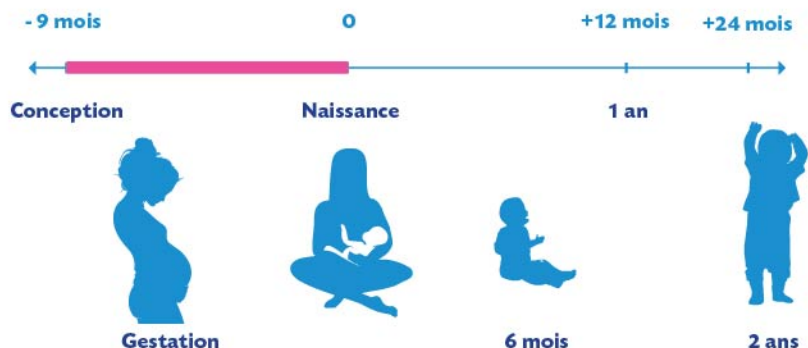 - 9 mois 0 +12 mois +24 mois
Conception Naissance 1 an
Gestation 6 mois 2 ans